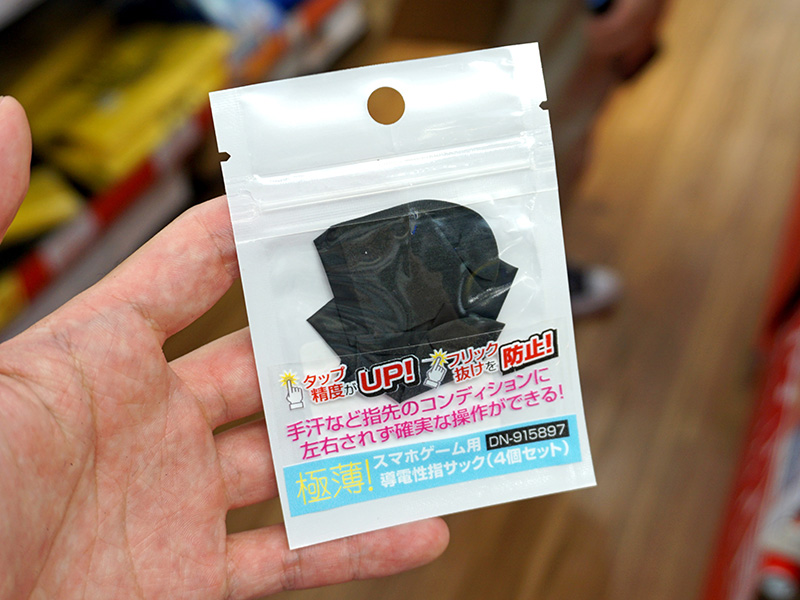 タップ
精度が UP!
フリック
抜けを 防止!
手汗など指先のコンディションに
左右されず確実な操作ができる!
極薄! スマホゲーム用 DN-915897
導電性指サック(4個セット)